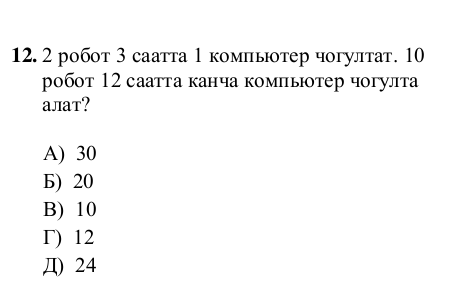 12. 2 робот 3 саатта 1 компьютер чогултат. 10
робот 12 саатта канча компьютер чогулта
алат?
А) 30
Б) 20
В) 10
Г) 12
Д) 24